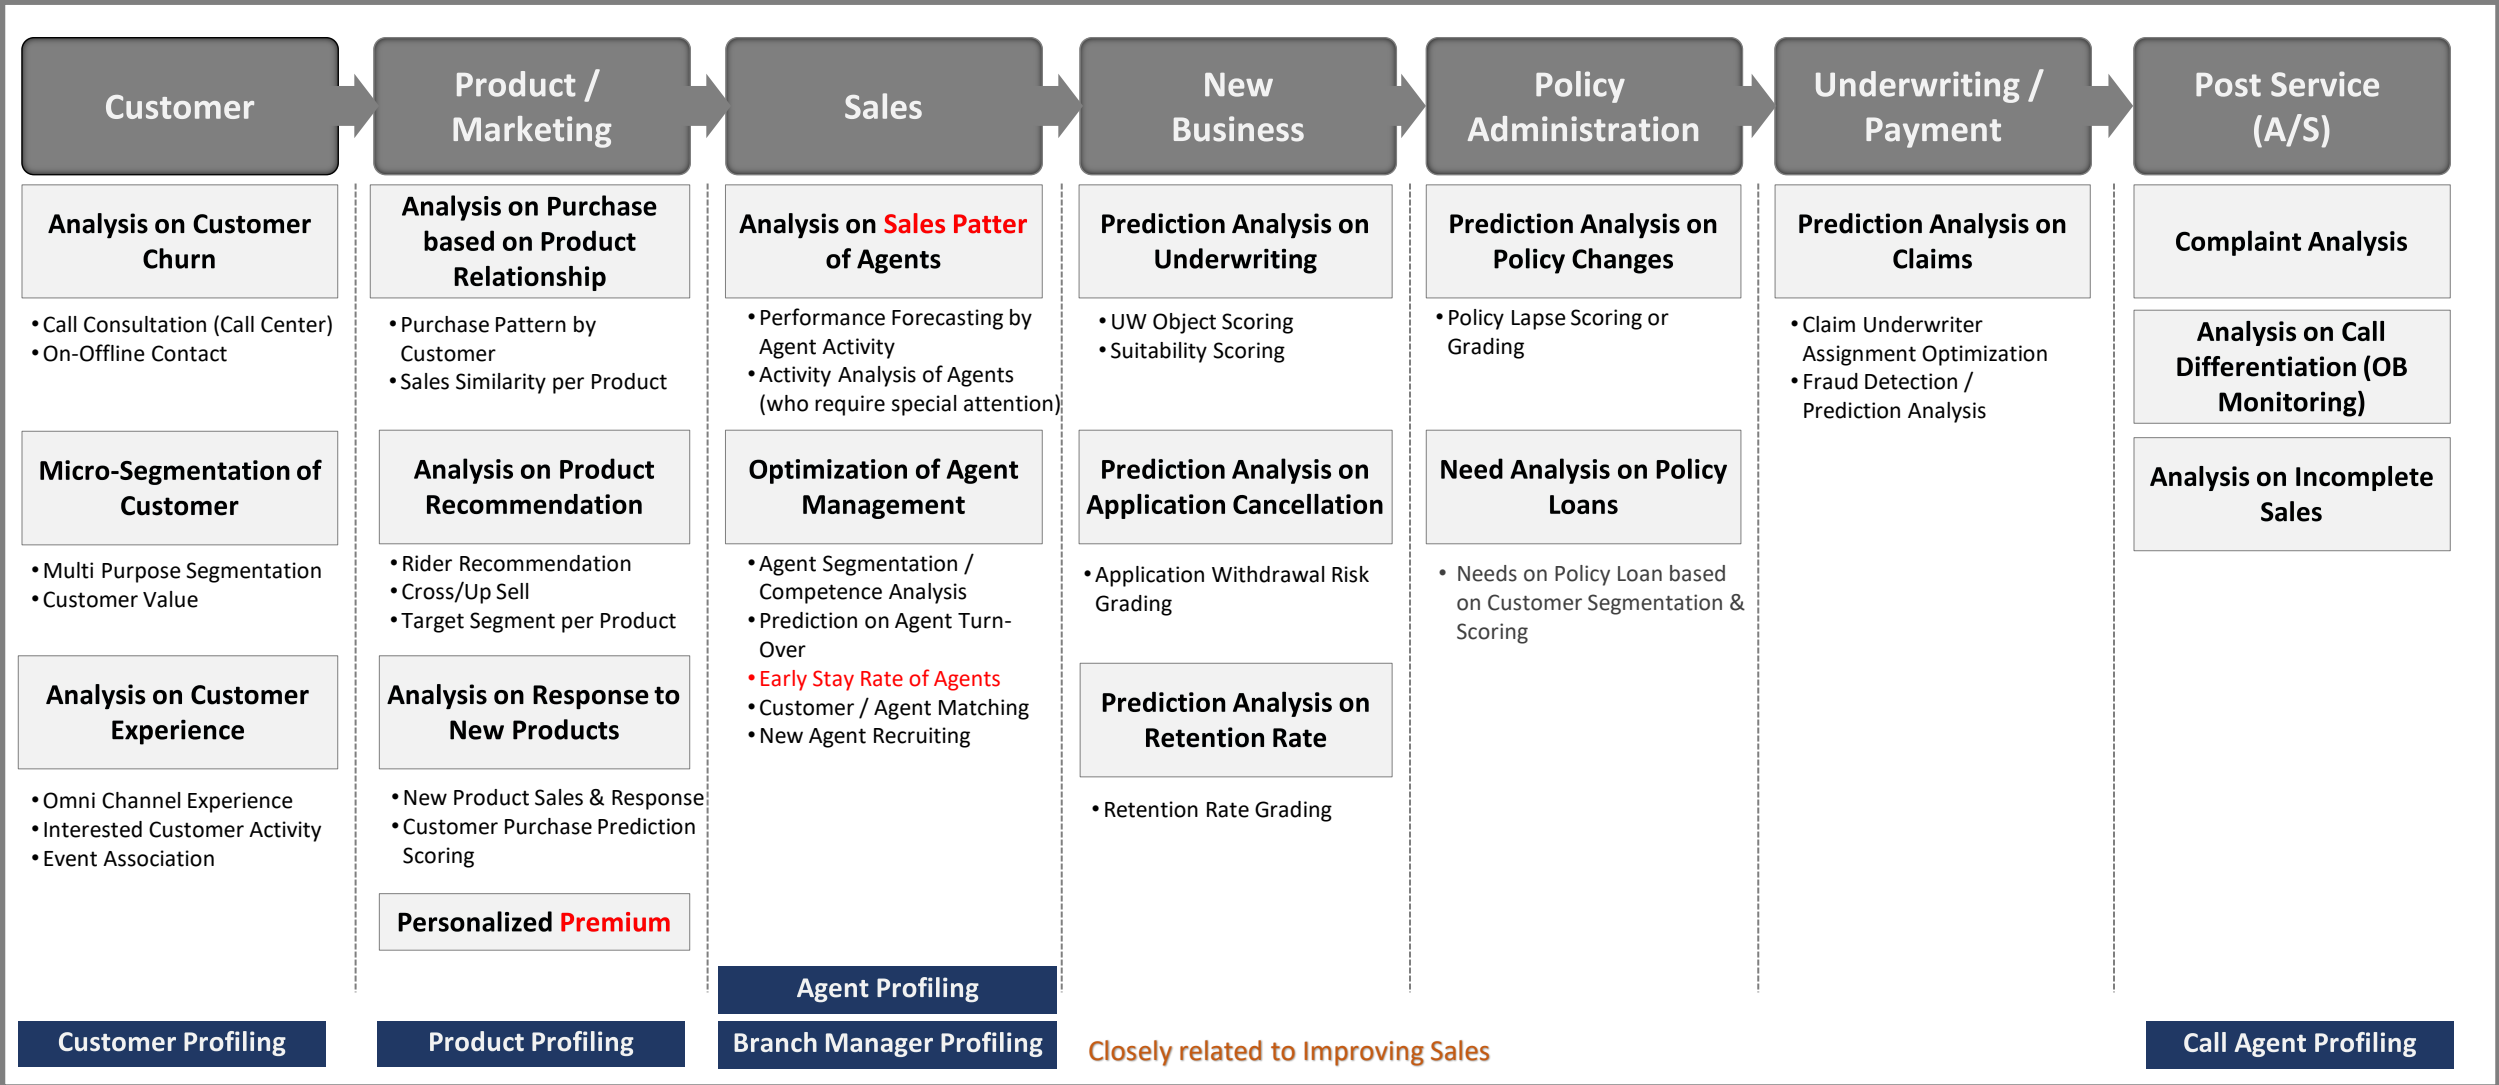 Customer
Product /
Marketing
Sales
New
Business
Policy
Administration
Underwriting /
Payment
Post Service
(A/S)
Analysis on Customer
Churn
• Call Consultation (Call Center)
• On-Offline Contact
Micro-Segmentation of
Customer
• Multi Purpose Segmentation
• Customer Value
Analysis on Customer
Experience
• Omni Channel Experience
• Interested Customer Activity
• Event Association
Customer Profiling
Analysis on Purchase
based on Product
Relationship
• Purchase Pattern by
Customer
• Sales Similarity per Product
Analysis on Product
Recommendation
• Rider Recommendation
• Cross/Up Sell
• Target Segment per Product
Analysis on Response to
New Products
• New Product Sales & Response
• Customer Purchase Prediction
Scoring
Personalized Premium
Product Profiling
Analysis on Sales Patter
of Agents
• Performance Forecasting by
Agent Activity
• Activity Analysis of Agents
(who require special attention)
Optimization of Agent
Management
• Agent Segmentation /
Competence Analysis
• Prediction on Agent Turn-
Over
• Early Stay Rate of Agents
• Customer / Agent Matching
• New Agent Recruiting
Agent Profiling
Branch Manager Profiling
Prediction Analysis on
Underwriting
• UW Object Scoring
• Suitability Scoring
Prediction Analysis on
Application Cancellation
• Application Withdrawal Risk
Grading
Prediction Analysis on
Retention Rate
• Retention Rate Grading
Closely related to Improving Sales
Prediction Analysis on
Policy Changes
• Policy Lapse Scoring or
Grading
Need Analysis on Policy
Loans
• Needs on Policy Loan based
on Customer Segmentation &
Scoring
Prediction Analysis on
Claims
• Claim Underwriter
Assignment Optimization
• Fraud Detection /
Prediction Analysis
Complaint Analysis
Analysis on Call
Differentiation (OB
Monitoring)
Analysis on Incomplete
Sales
Call Agent Profiling